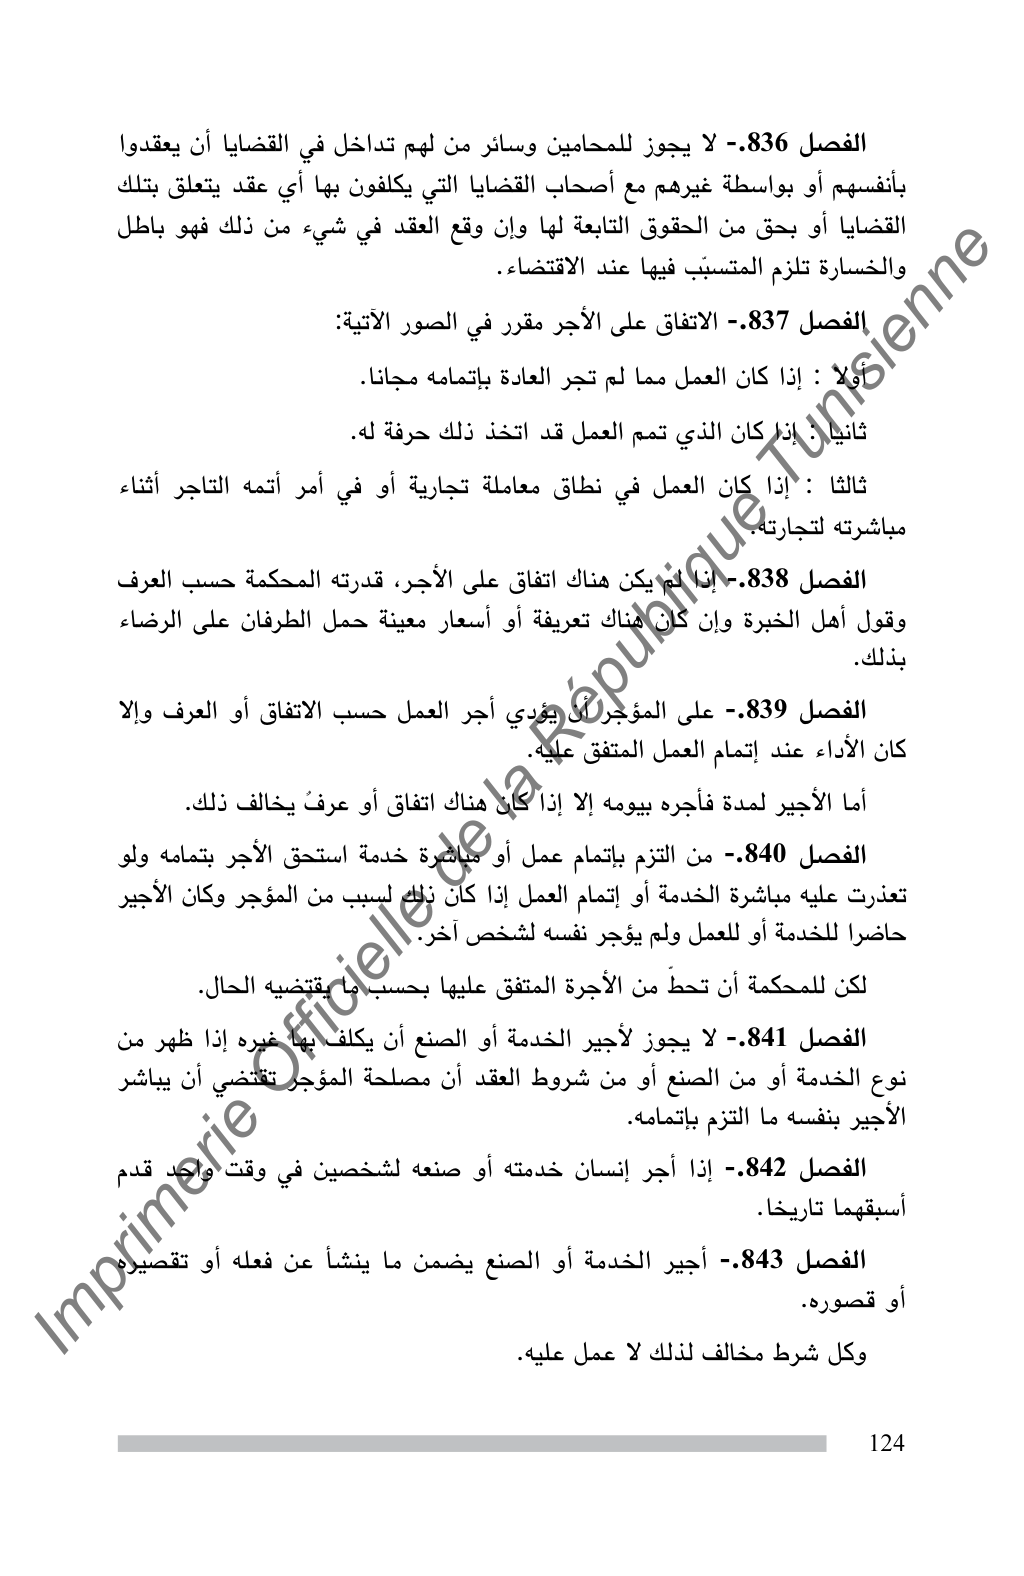 الفصل 836.- لا يجوز للمحامين وسائر من لهم تداخل في القضايا أن يعقدوا
بأنفسهم أو بواسطة غيرهم مع أصحاب القضايا التي يكلفون بها أي عقد يتعلق بتلك
القضايا أو بحق من الحقوق التابعة لها وإن وقع العقد في شيء من ذلك فهو باطل
والخسارة تلزم المتسبّب فيها عند الاقتضاء.
الفصل 837.- الاتفاق على الأجر مقرر في الصور الآتية:
أولا : إذا كان العمل مما لم تجر العادة بإتمامه مجانا.
ثانيا : إذا كان الذي تمم العمل قد اتخذ ذلك حرفة له.
ثالثا : إذا كان العمل في نطاق معاملة تجارية أو في أمر أتمه التاجر أثناء
مباشرته لتجارته.
الفصل 838.- إذا لم يكن هناك اتفاق على الأجر، قدرته المحكمة حسب العرف
وقول أهل الخبرة وإن كان هناك تعريفة أو أسعار معينة حمل الطرفان على الرضاء
بذلك.
الفصل 839.- على المؤجر أن يؤدي أجر العمل حسب الاتفاق أو العرف وإلا
كان الأداء عند إتمام العمل المتفق عليه.
أما الأجير لمدة فأجره بيومه إلا إذا كان هناك اتفاق أو عرفُ يخالف ذلك.
الفصل 840.- من التزم بإتمام عمل أو مباشرة خدمة استحق الأجر بتمامه ولو
تعذرت عليه مباشرة الخدمة أو إتمام العمل إذا كان ذلك لسبب من المؤجر وكان الأجير
حاضرا للخدمة أو للعمل ولم يؤجر نفسه لشخص آخر.
لكن للمحكمة أن تحطّ من الأجرة المتفق عليها بحسب ما يقتضيه الحال.
الفصل 841.- لا يجوز لأجير الخدمة أو الصنع أن يكلف بها غيره إذا ظهر من
نوع الخدمة أو من الصنع أو من شروط العقد أن مصلحة المؤجر تقتضي أن يباشر
الأجير بنفسه ما التزم بإتمامه.
الفصل 842.- إذا أجر إنسان خدمته أو صنعه لشخصين في وقت واحد قدم
أسبقهما تاريخا.
الفصل 843.- أجير الخدمة أو الصنع يضمن ما ينشأ عن فعله أو تقصيره
أو قصوره.
وكل شرط مخالف لذلك لا عمل عليه.
124
Imprimerie Officielle de la République Tunisienne